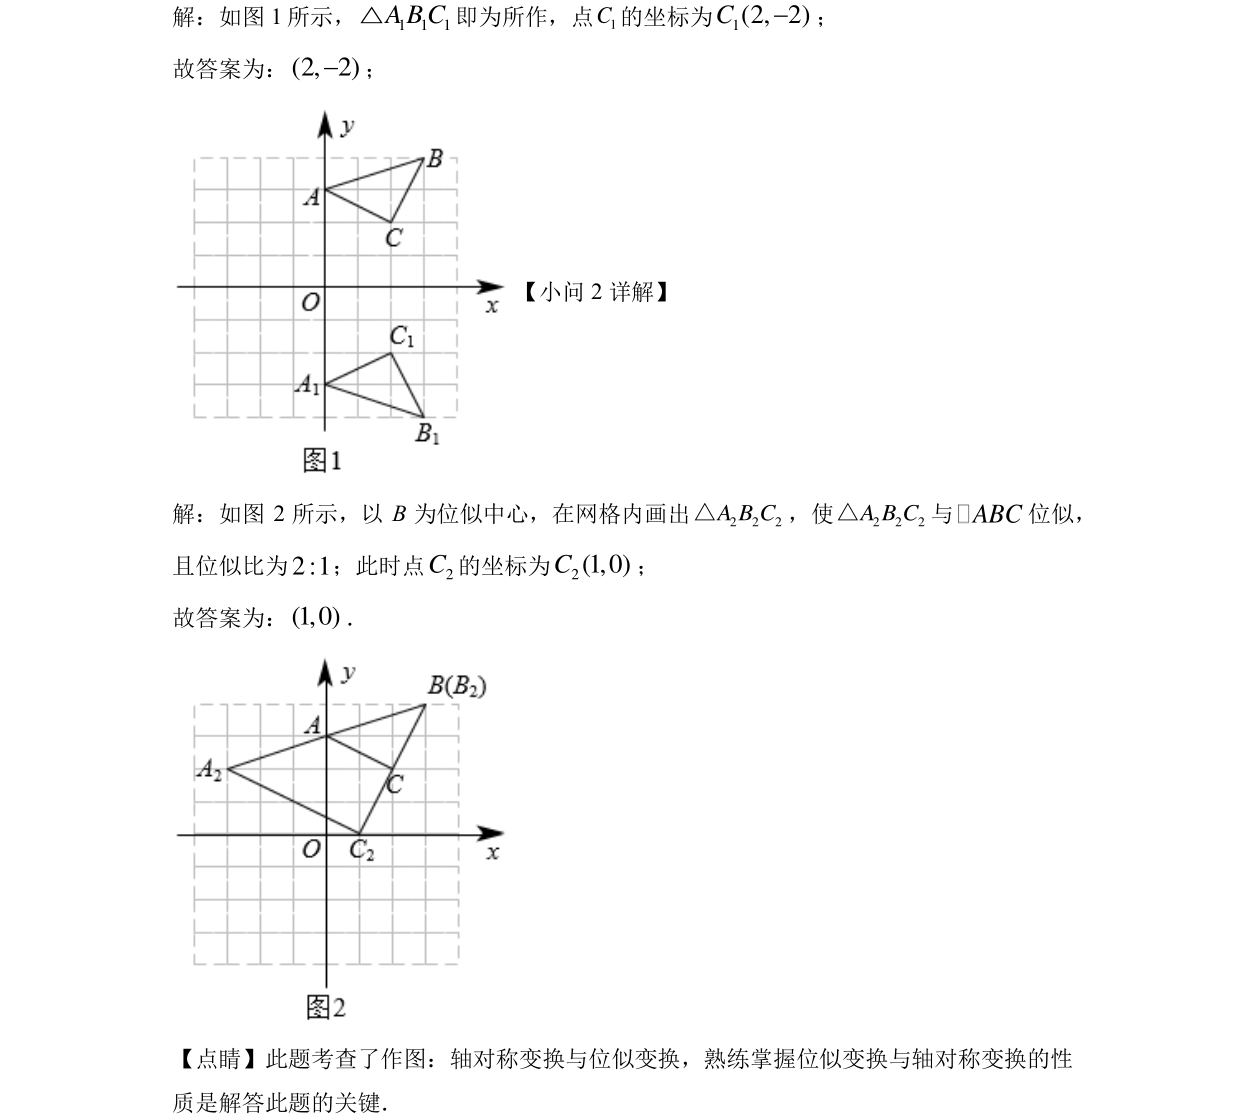 解：如图 1 所示，△A₁B₁C₁ 即为所作，点 C₁ 的坐标为 C₁(2,−2)；
故答案为：(2,−2)；
y
B
A
C
O
x
【小问 2 详解】
C₁
A₁
B₁
图1
解：如图 2 所示，以 B 为位似中心，在网格内画出 △A₂B₂C₂，使 △A₂B₂C₂ 与 □ABC 位似，
且位似比为 2:1；此时点 C₂ 的坐标为 C₂(1,0)；
故答案为：(1,0)．
y
B(B₂)
A
A₂
C
O
C₂
x
图2
【点睛】此题考查了作图：轴对称变换与位似变换，熟练掌握位似变换与轴对称变换的性
质是解答此题的关键．